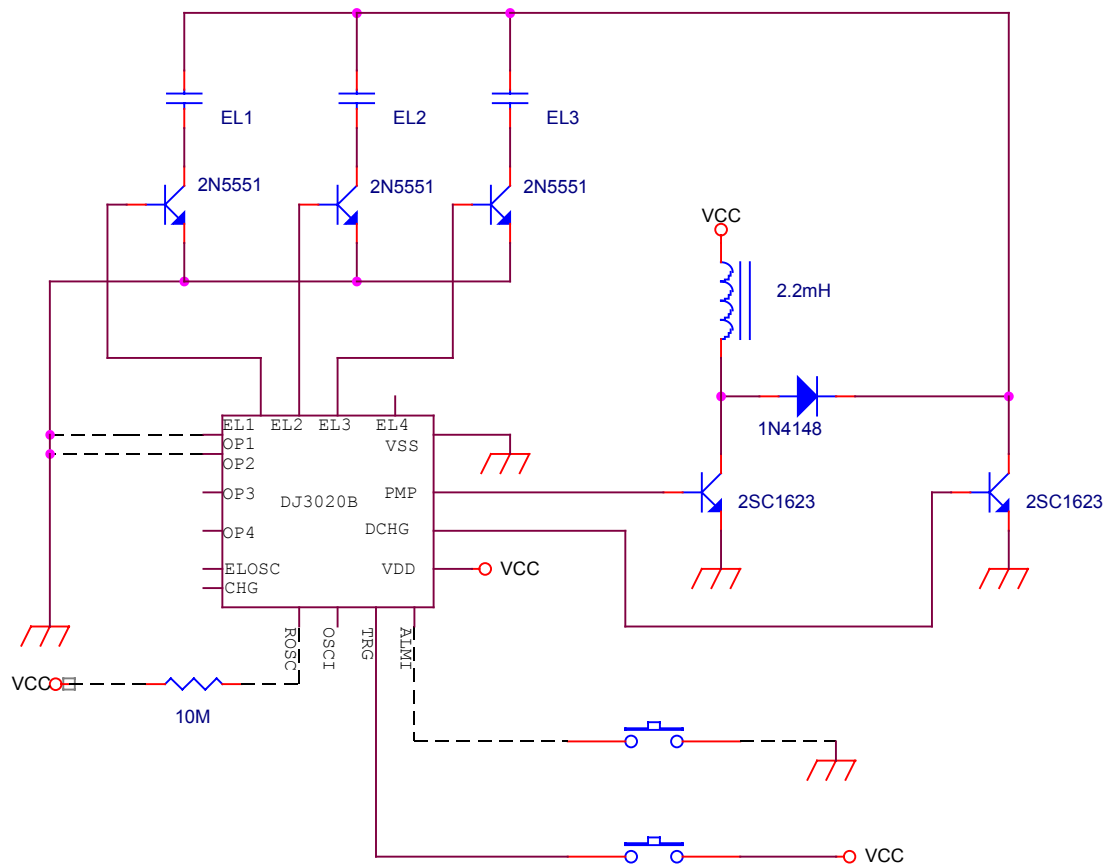 EL1
EL2
EL3
2N5551
2N5551
2N5551
VCC
2.2mH
1N4148
EL1
EL2
EL3
EL4
OP1
VSS
OP2
OP3
DJ3020B
PMP
2SC1623
2SC1623
OP4
DCHG
ELOSC
VDD
VCC
CHG
ROSC
OSCI
TRG
ALMI
VCC
10M
VCC